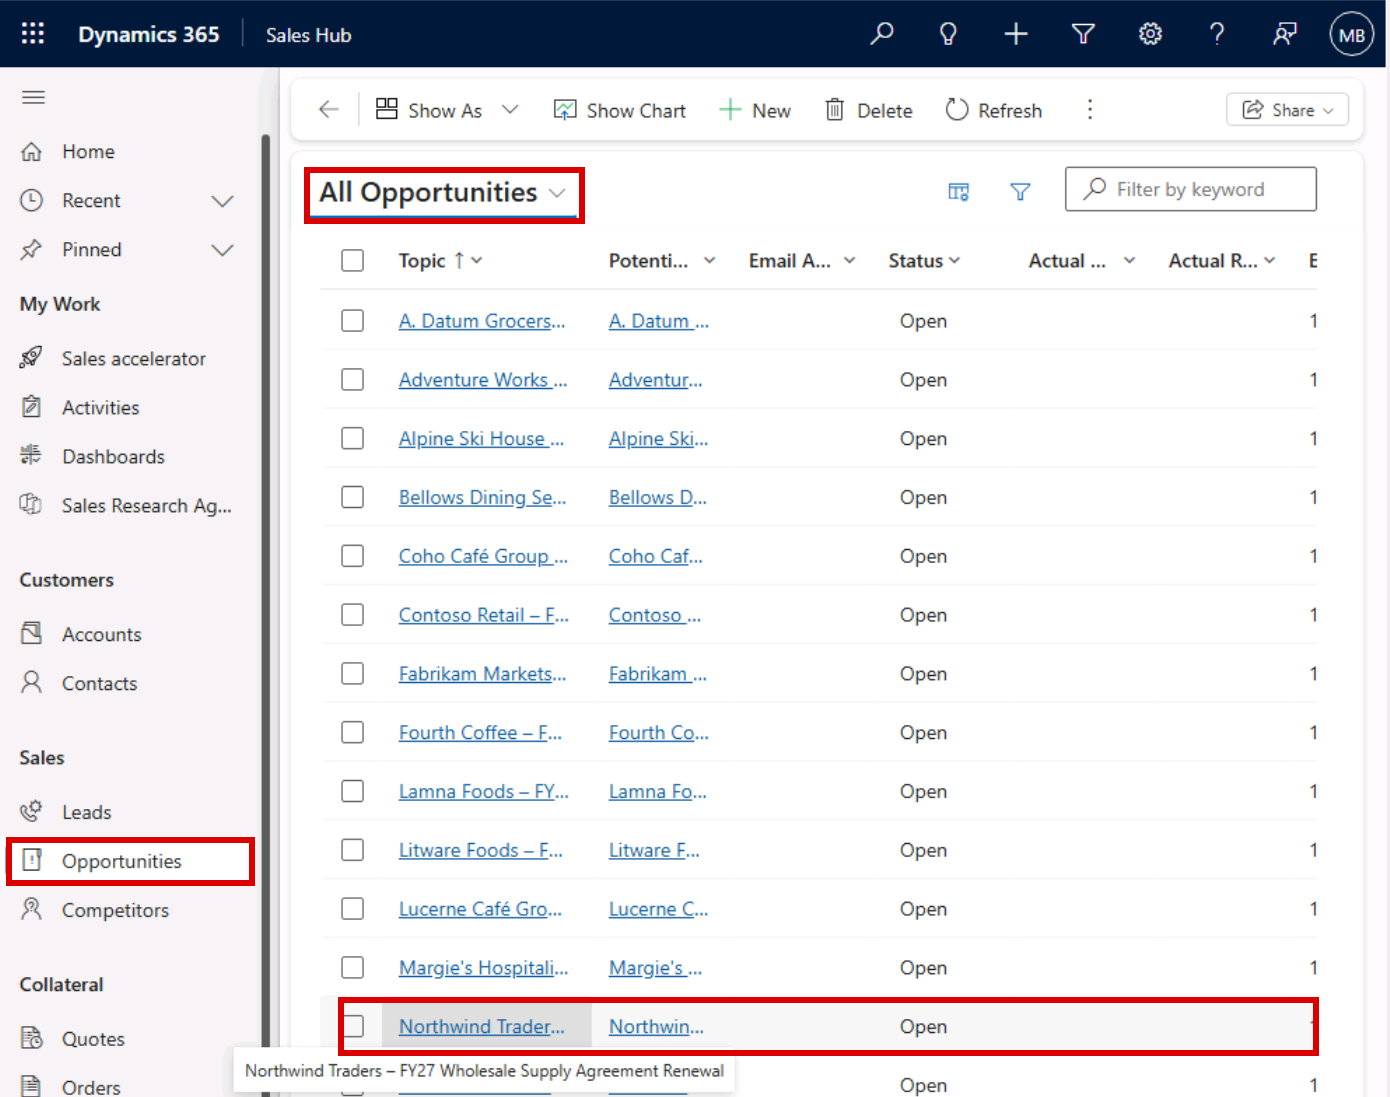 Dynamics 365 Sales Hub MB
Show As Show Chart New Delete Refresh Share
Home
Recent
Pinned
My Work
Sales accelerator
Activities
Dashboards
Sales Research Ag...
Customers
Accounts
Contacts
Sales
Leads
Opportunities
Competitors
Collateral
Quotes
Orders
All Opportunities Filter by keyword
Topic ↑ Potenti... Email A... Status Actual ... Actual R...
A. Datum Grocers... A. Datum ... Open 1
Adventure Works ... Adventur... Open 1
Alpine Ski House ... Alpine Ski... Open 1
Bellows Dining Se... Bellows D... Open 1
Coho Café Group ... Coho Caf... Open 1
Contoso Retail – F... Contoso ... Open 1
Fabrikam Markets... Fabrikam ... Open 1
Fourth Coffee – F... Fourth Co... Open 1
Lamna Foods – FY... Lamna Fo... Open 1
Litware Foods – F... Litware F... Open 1
Lucerne Café Gro... Lucerne C... Open 1
Margie's Hospitali... Margie's ... Open 1
Northwind Trader... Northwin... Open
Northwind Traders – FY27 Wholesale Supply Agreement Renewal
Open 1